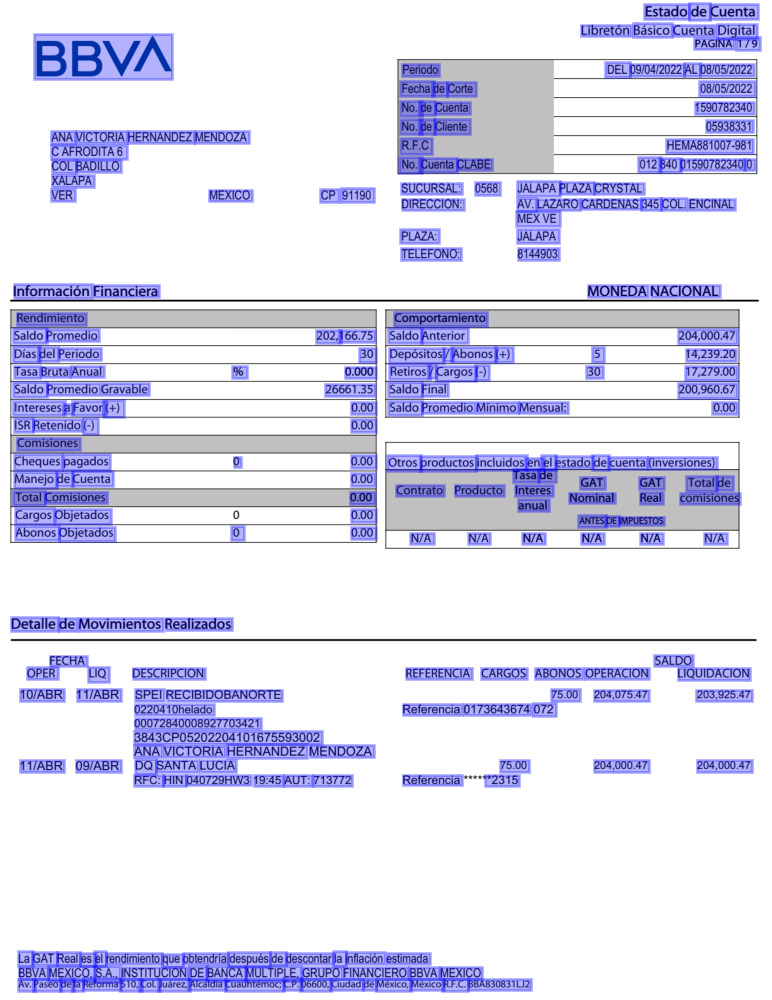 Estado de Cuenta
Libretón Básico Cuenta Digital
PAGINA 1 / 9
BBVA
Periodo DEL 09/04/2022 AL 08/05/2022
Fecha de Corte 08/05/2022
No. de Cuenta 1590782340
No. de Cliente 05938331
R.F.C HEMA881007-981
No. Cuenta CLABE 012 840 01590782340 0
ANA VICTORIA HERNANDEZ MENDOZA
C AFRODITA 6
COL BADILLO
XALAPA
VER MEXICO CP 91190
SUCURSAL: 0568 JALAPA PLAZA CRYSTAL
DIRECCION: AV. LAZARO CARDENAS 345 COL. ENCINAL
MEX VE
PLAZA: JALAPA
TELEFONO: 8144903
Información Financiera MONEDA NACIONAL
Rendimiento
Saldo Promedio 202,166.75
Días del Periodo 30
Tasa Bruta Anual % 0.000
Saldo Promedio Gravable 26661.35
Intereses a Favor (+) 0.00
ISR Retenido (-) 0.00
Comisiones
Cheques pagados 0 0.00
Manejo de Cuenta 0.00
Total Comisiones 0.00
Cargos Objetados 0 0.00
Abonos Objetados 0 0.00
Comportamiento
Saldo Anterior 204,000.47
Depósitos / Abonos (+) 5 14,239.20
Retiros / Cargos (-) 30 17,279.00
Saldo Final 200,960.67
Saldo Promedio Mínimo Mensual: 0.00
Otros productos incluidos en el estado de cuenta (inversiones)
Contrato Producto Tasa de Interes anual GAT Nominal GAT Real Total de comisiones
ANTES DE IMPUESTOS
N/A N/A N/A N/A N/A N/A
Detalle de Movimientos Realizados
FECHA SALDO
OPER LIQ DESCRIPCION REFERENCIA CARGOS ABONOS OPERACION LIQUIDACION
10/ABR 11/ABR SPEI RECIBIDOBANORTE 75.00 204,075.47 203,925.47
0220410helado Referencia 0173643674 072
00072840008927703421
3843CP05202204101675593002
ANA VICTORIA HERNANDEZ MENDOZA
11/ABR 09/ABR DQ SANTA LUCIA 75.00 204,000.47 204,000.47
RFC: HIN 040729HW3 19:45 AUT: 713772 Referencia ******2315
La GAT Real es el rendimiento que obtendría después de descontar la inflación estimada
BBVA MEXICO, S.A., INSTITUCION DE BANCA MULTIPLE, GRUPO FINANCIERO BBVA MEXICO
Av. Paseo de la Reforma 510, Col. Juárez, Alcaldía Cuauhtémoc; C.P. 06600, Ciudad de México, México R.F.C. BBA830831LJ2